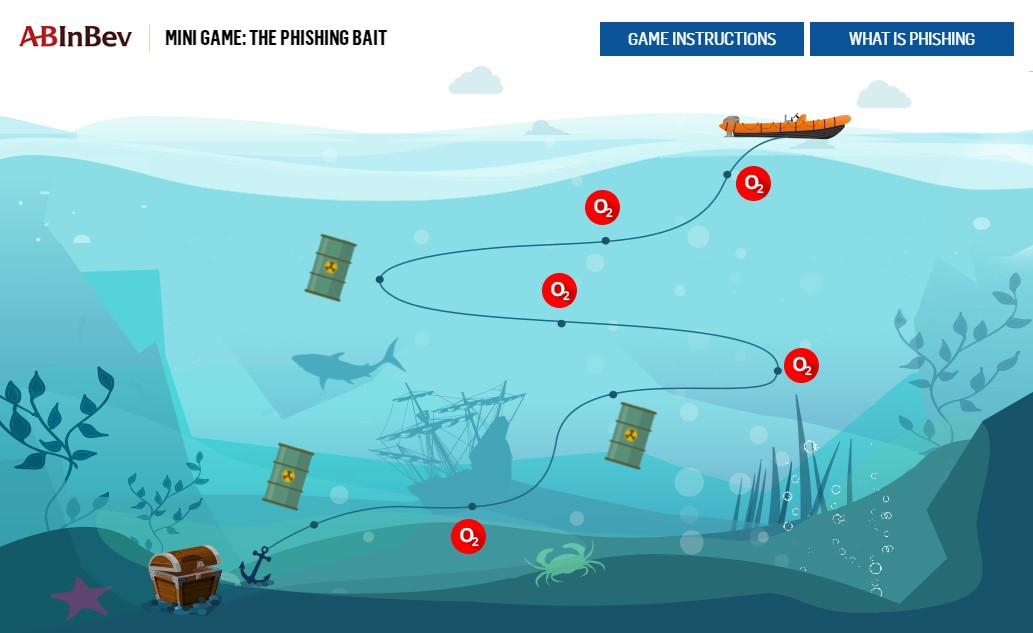 ABInBev
MINI GAME: THE PHISHING BAIT
GAME INSTRUCTIONS
WHAT IS PHISHING
O2
O2
O2
O2
O2